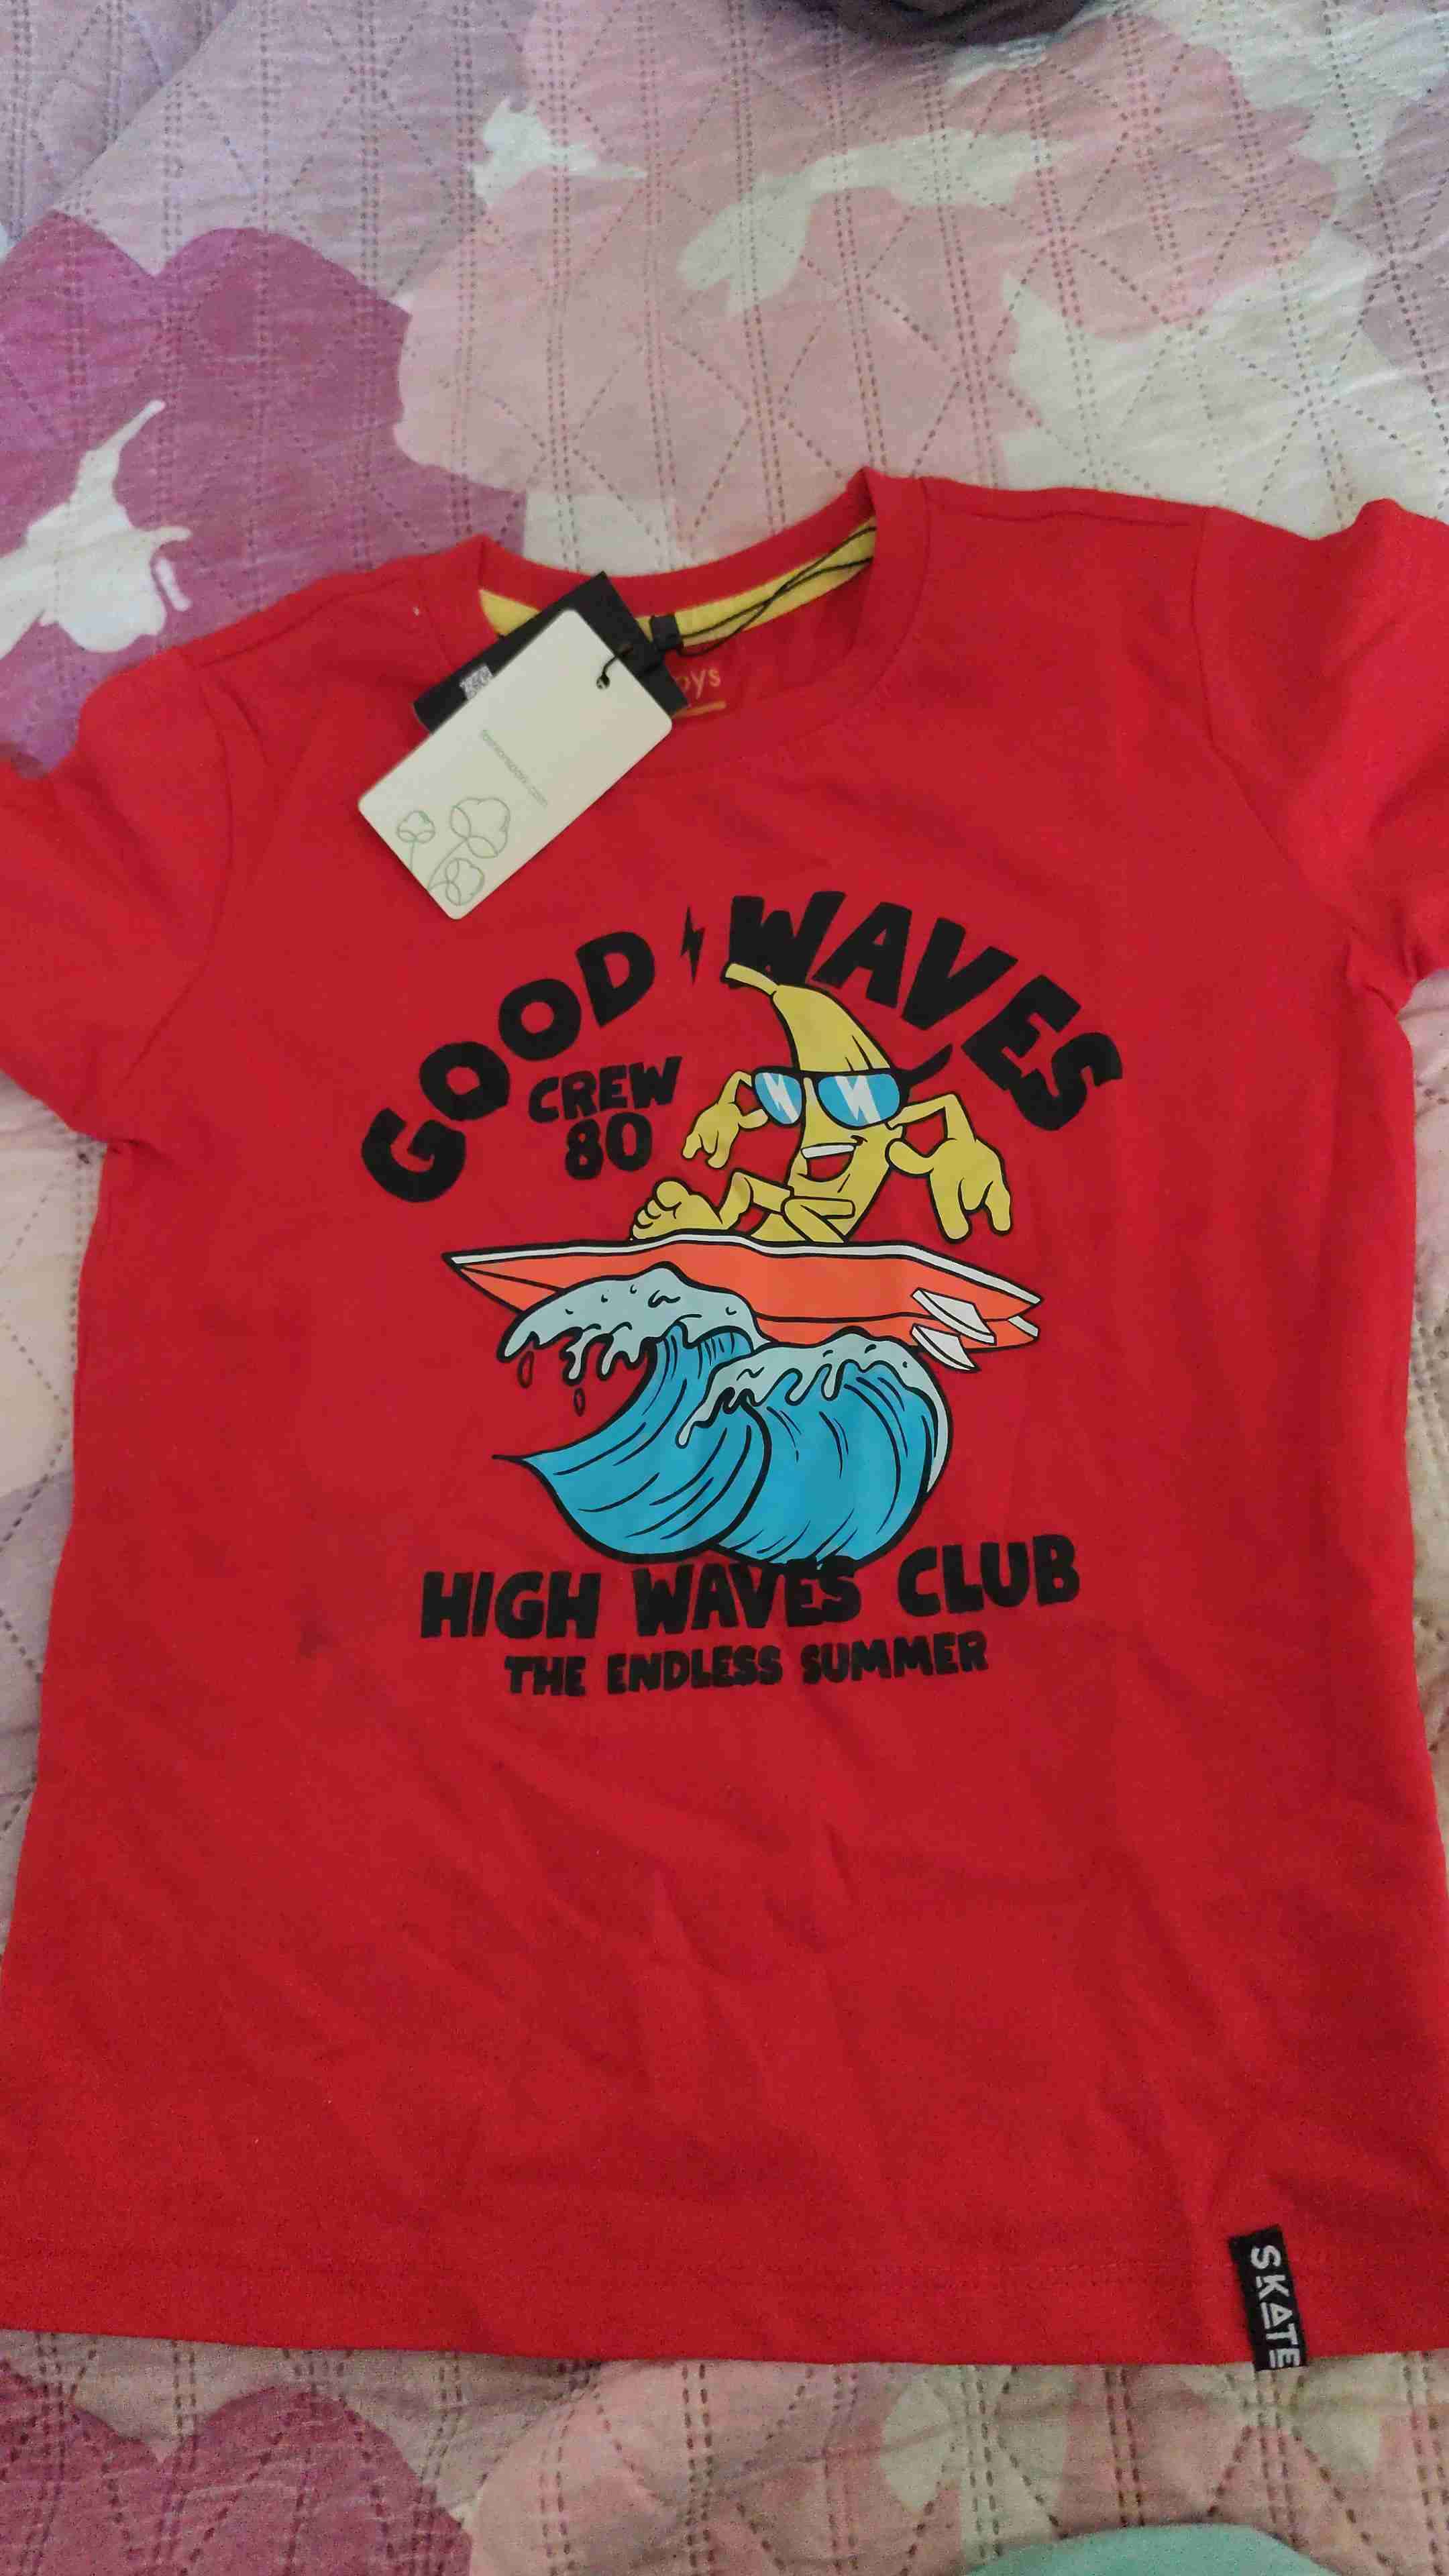 GOOD WAVES
CREW
80
HIGH WAVES CLUB
THE ENDLESS SUMMER
SKATE